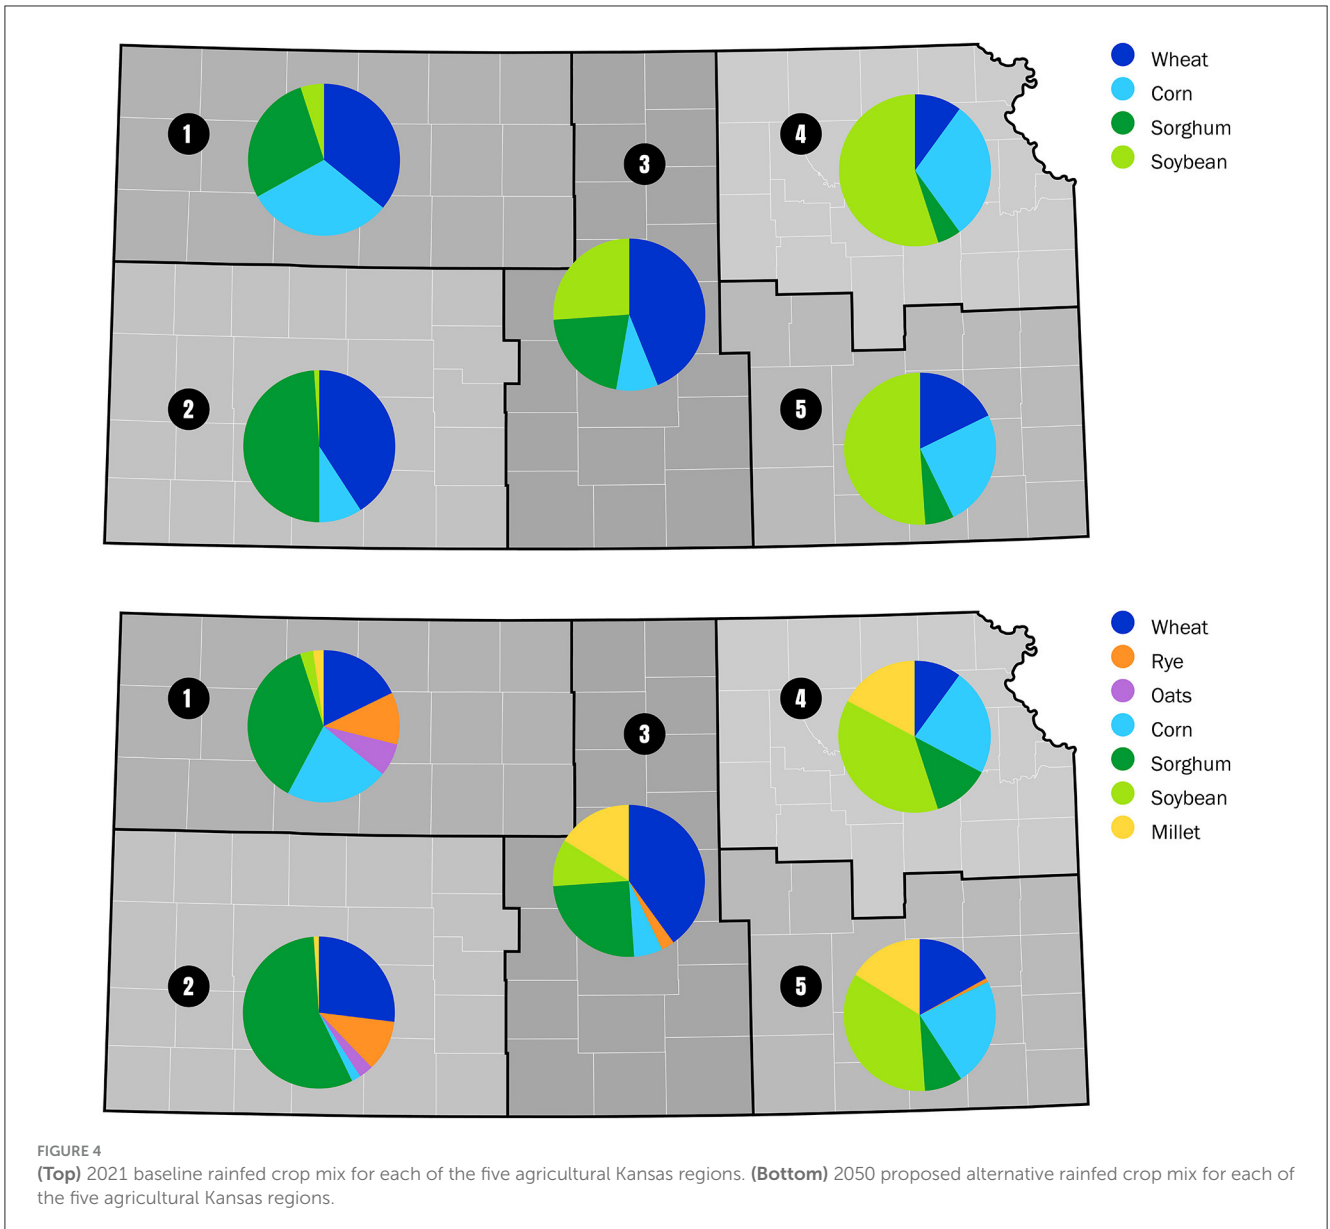 1
2
3
4
5
Wheat
Corn
Sorghum
Soybean
1
2
3
4
5
Wheat
Rye
Oats
Corn
Sorghum
Soybean
Millet
FIGURE 4
(Top) 2021 baseline rainfed crop mix for each of the five agricultural Kansas regions. (Bottom) 2050 proposed alternative rainfed crop mix for each of
the five agricultural Kansas regions.